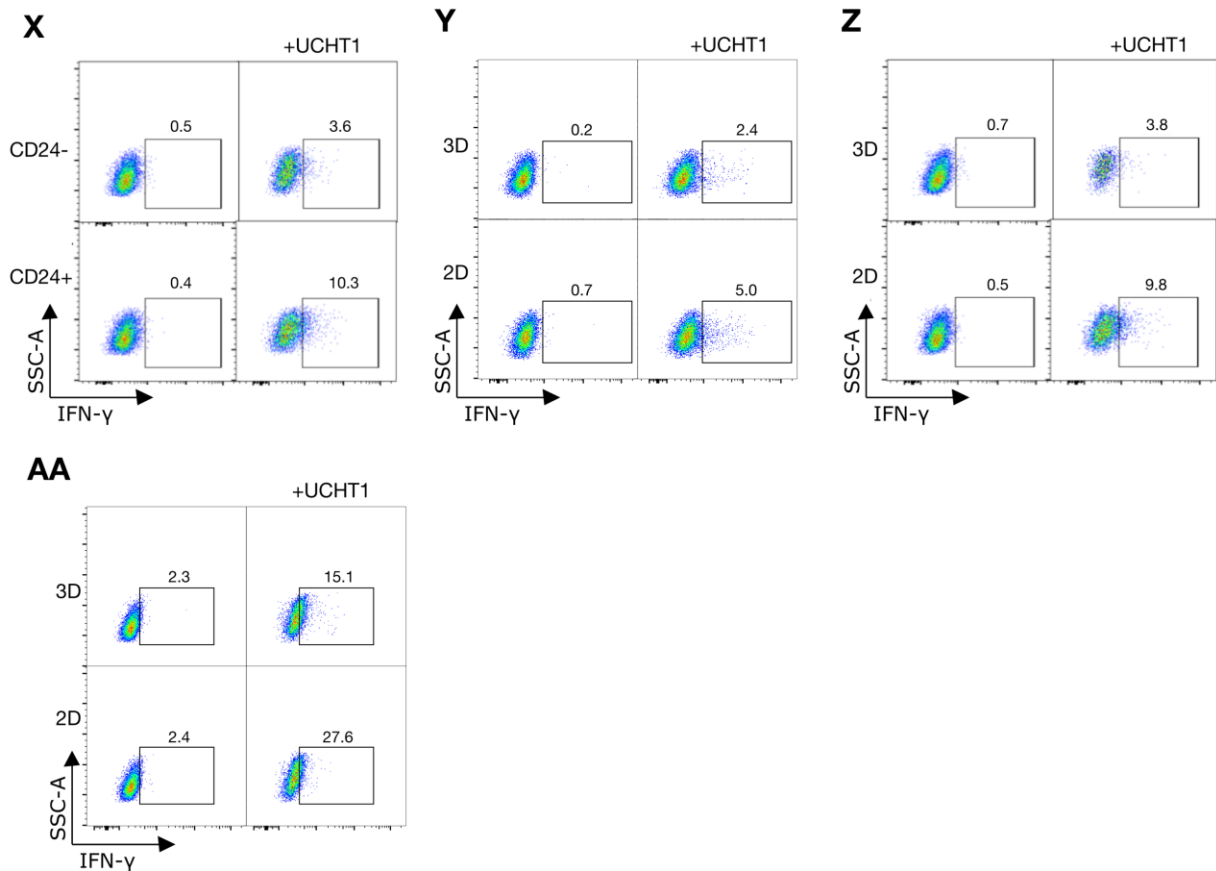 X
+UCHT1
CD24-
0.5
3.6
CD24+
0.4
10.3
SSC-A
IFN-γ
Y
+UCHT1
3D
0.2
2.4
2D
0.7
5.0
SSC-A
IFN-γ
Z
+UCHT1
3D
0.7
3.8
2D
0.5
9.8
SSC-A
IFN-γ
AA
+UCHT1
3D
2.3
15.1
2D
2.4
27.6
SSC-A
IFN-γ